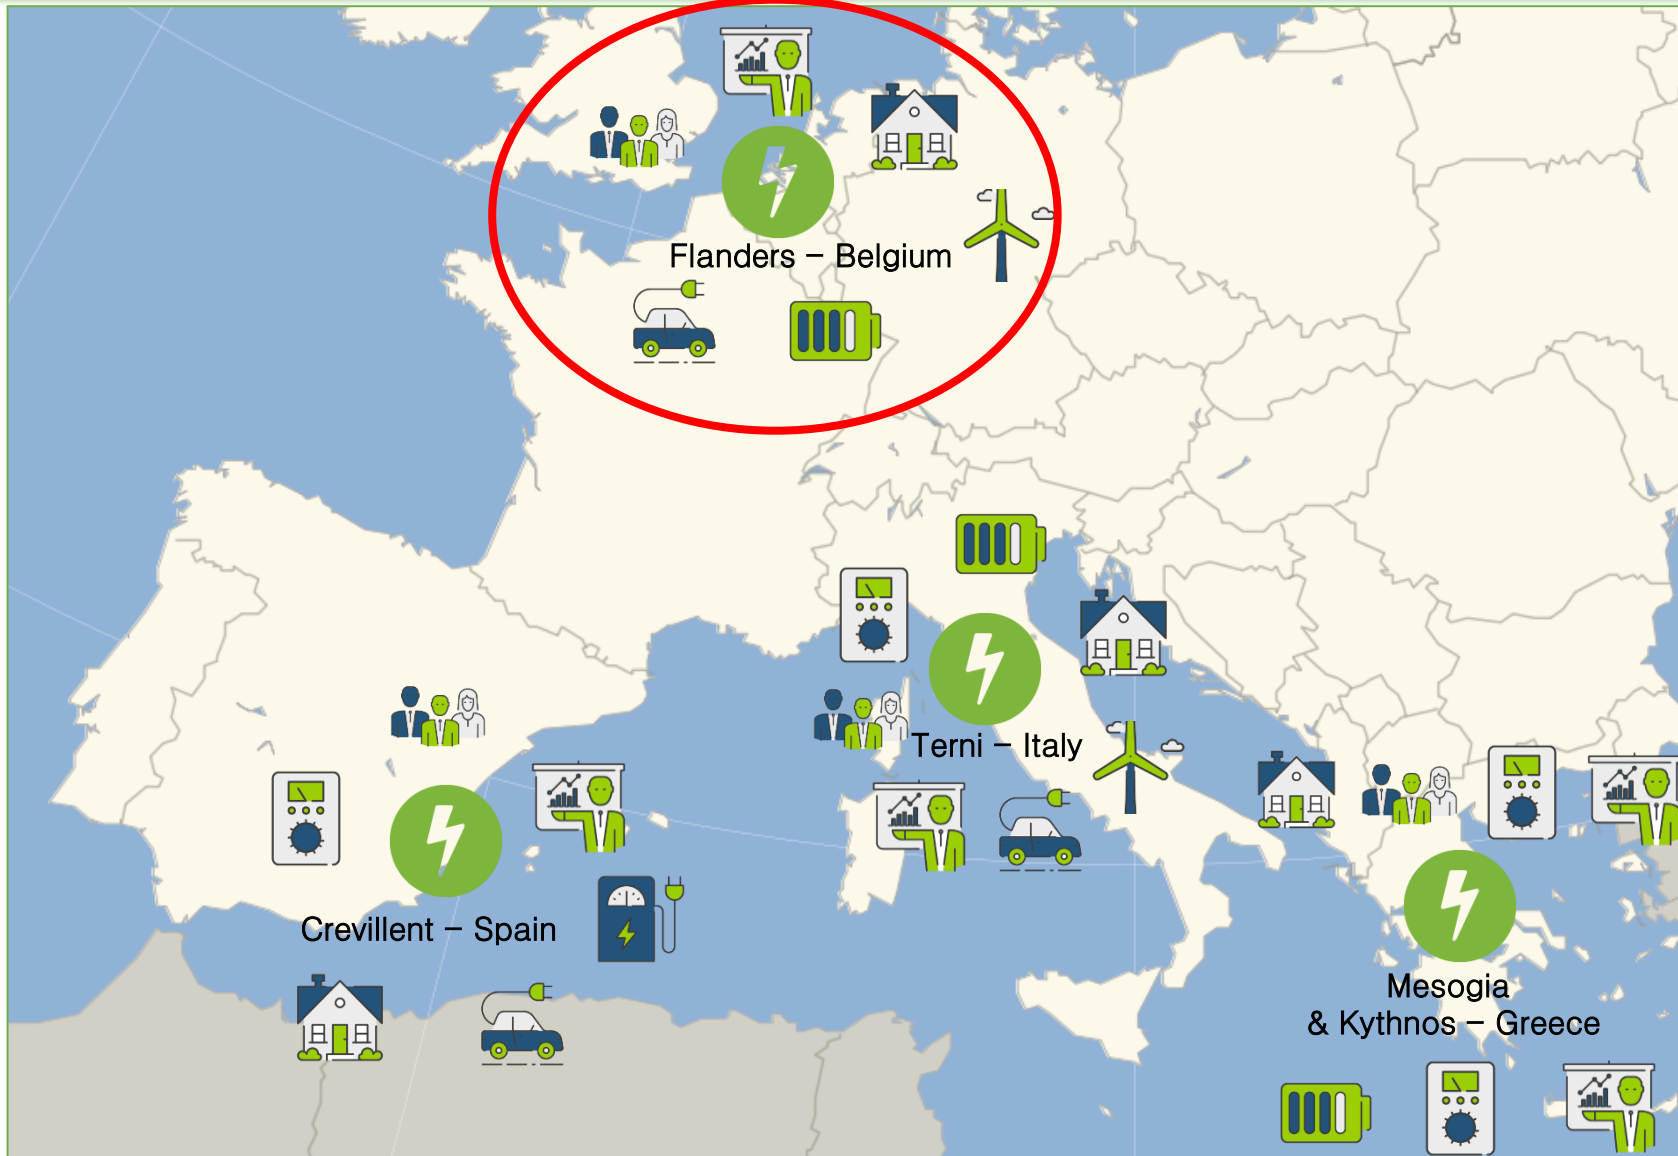 Flanders – Belgium
Terni – Italy
Crevillent – Spain
Mesogia
& Kythnos – Greece